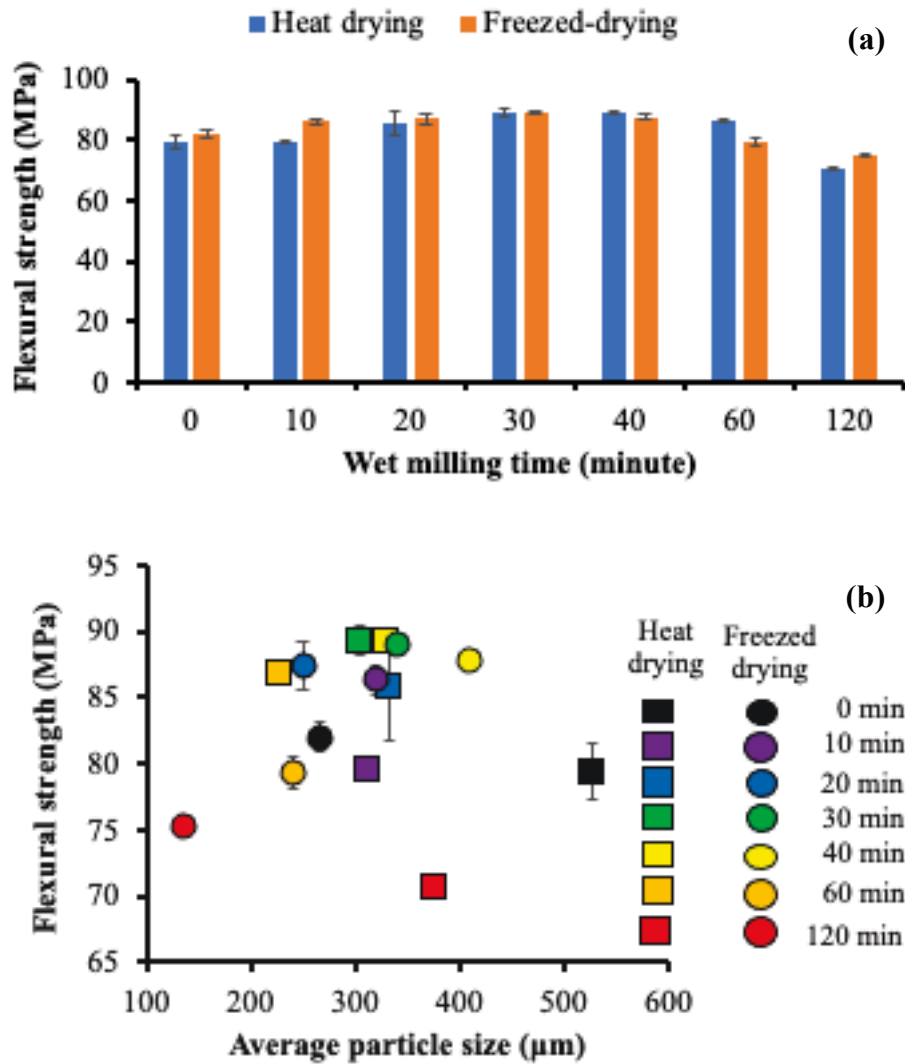 Heat drying Freezed-drying
(a)
Flexural strength (MPa)
100
80
60
40
20
0
0 10 20 30 40 60 120
Wet milling time (minute)
(b)
Flexural strength (MPa)
95
90
85
80
75
70
65
100 200 300 400 500 600
Average particle size (μm)
Heat Freezed
drying drying
0 min
10 min
20 min
30 min
40 min
60 min
120 min